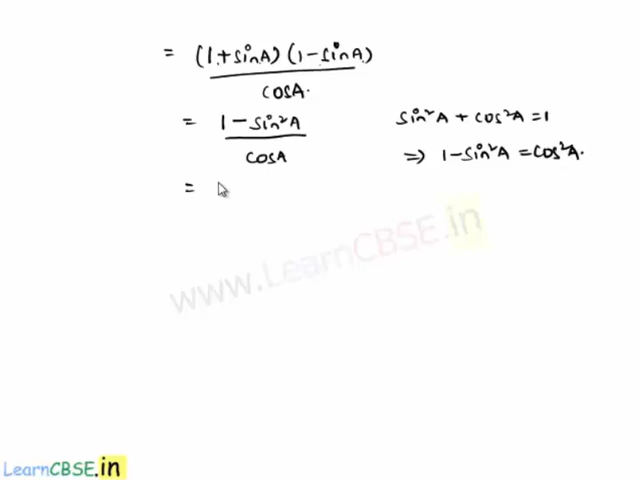 = (1+sinA)(1-sinA)
cosA.
= 1-sin²A
cosA
sin²A + cos²A = 1
=> 1-sin²A = cos²A.
=
www.LearnCBSE.in
LearnCBSE.in